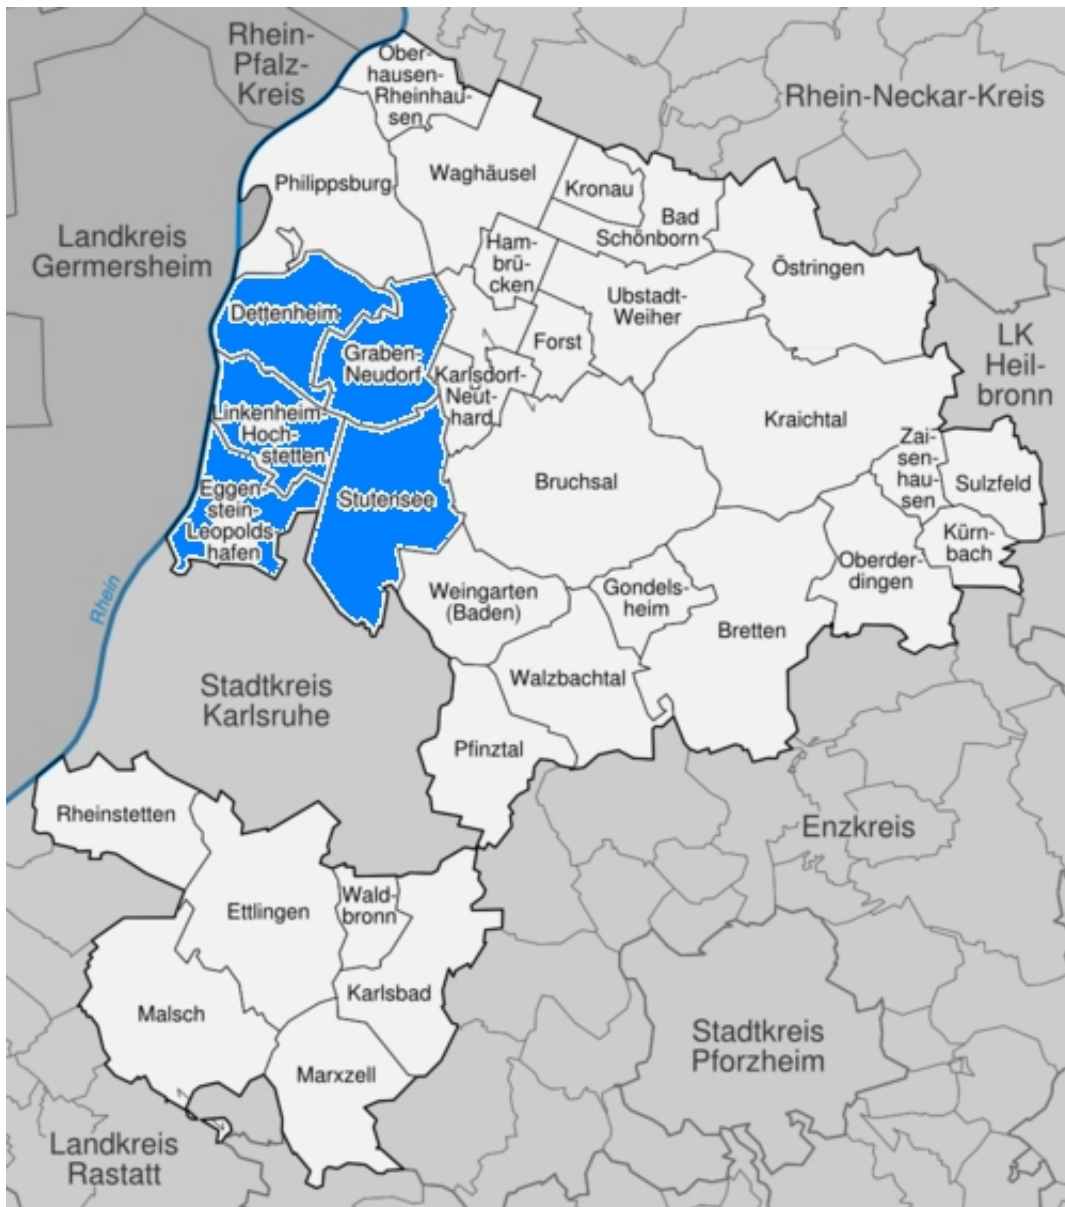 Rhein-
Pfalz-
Kreis
Ober-
hausen-
Rheinhau-
sen
Rhein-Neckar-Kreis
Philippsburg
Waghäusel
Kronau
Bad
Schönborn
Landkreis
Germersheim
Ham-
brü-
cken
Östringen
Ubstadt-
Weiher
Dettenheim
Graben-
Neudorf
Forst
LK
Heil-
bronn
Karlsdorf-
Neut-
hard
Linkenheim-
Hoch-
stetten
Kraichtal
Zai-
sen-
hau-
sen
Sulzfeld
Bruchsal
Eggen-
stein-
Leopolds-
hafen
Stutensee
Kürn-
bach
Oberder-
dingen
Rhein
Weingarten
(Baden)
Gondels-
heim
Bretten
Stadtkreis
Karlsruhe
Walzbachtal
Pfinztal
Rheinstetten
Enzkreis
Ettlingen
Wald-
bronn
Karlsbad
Malsch
Stadtkreis
Pforzheim
Marxzell
Landkreis
Rastatt